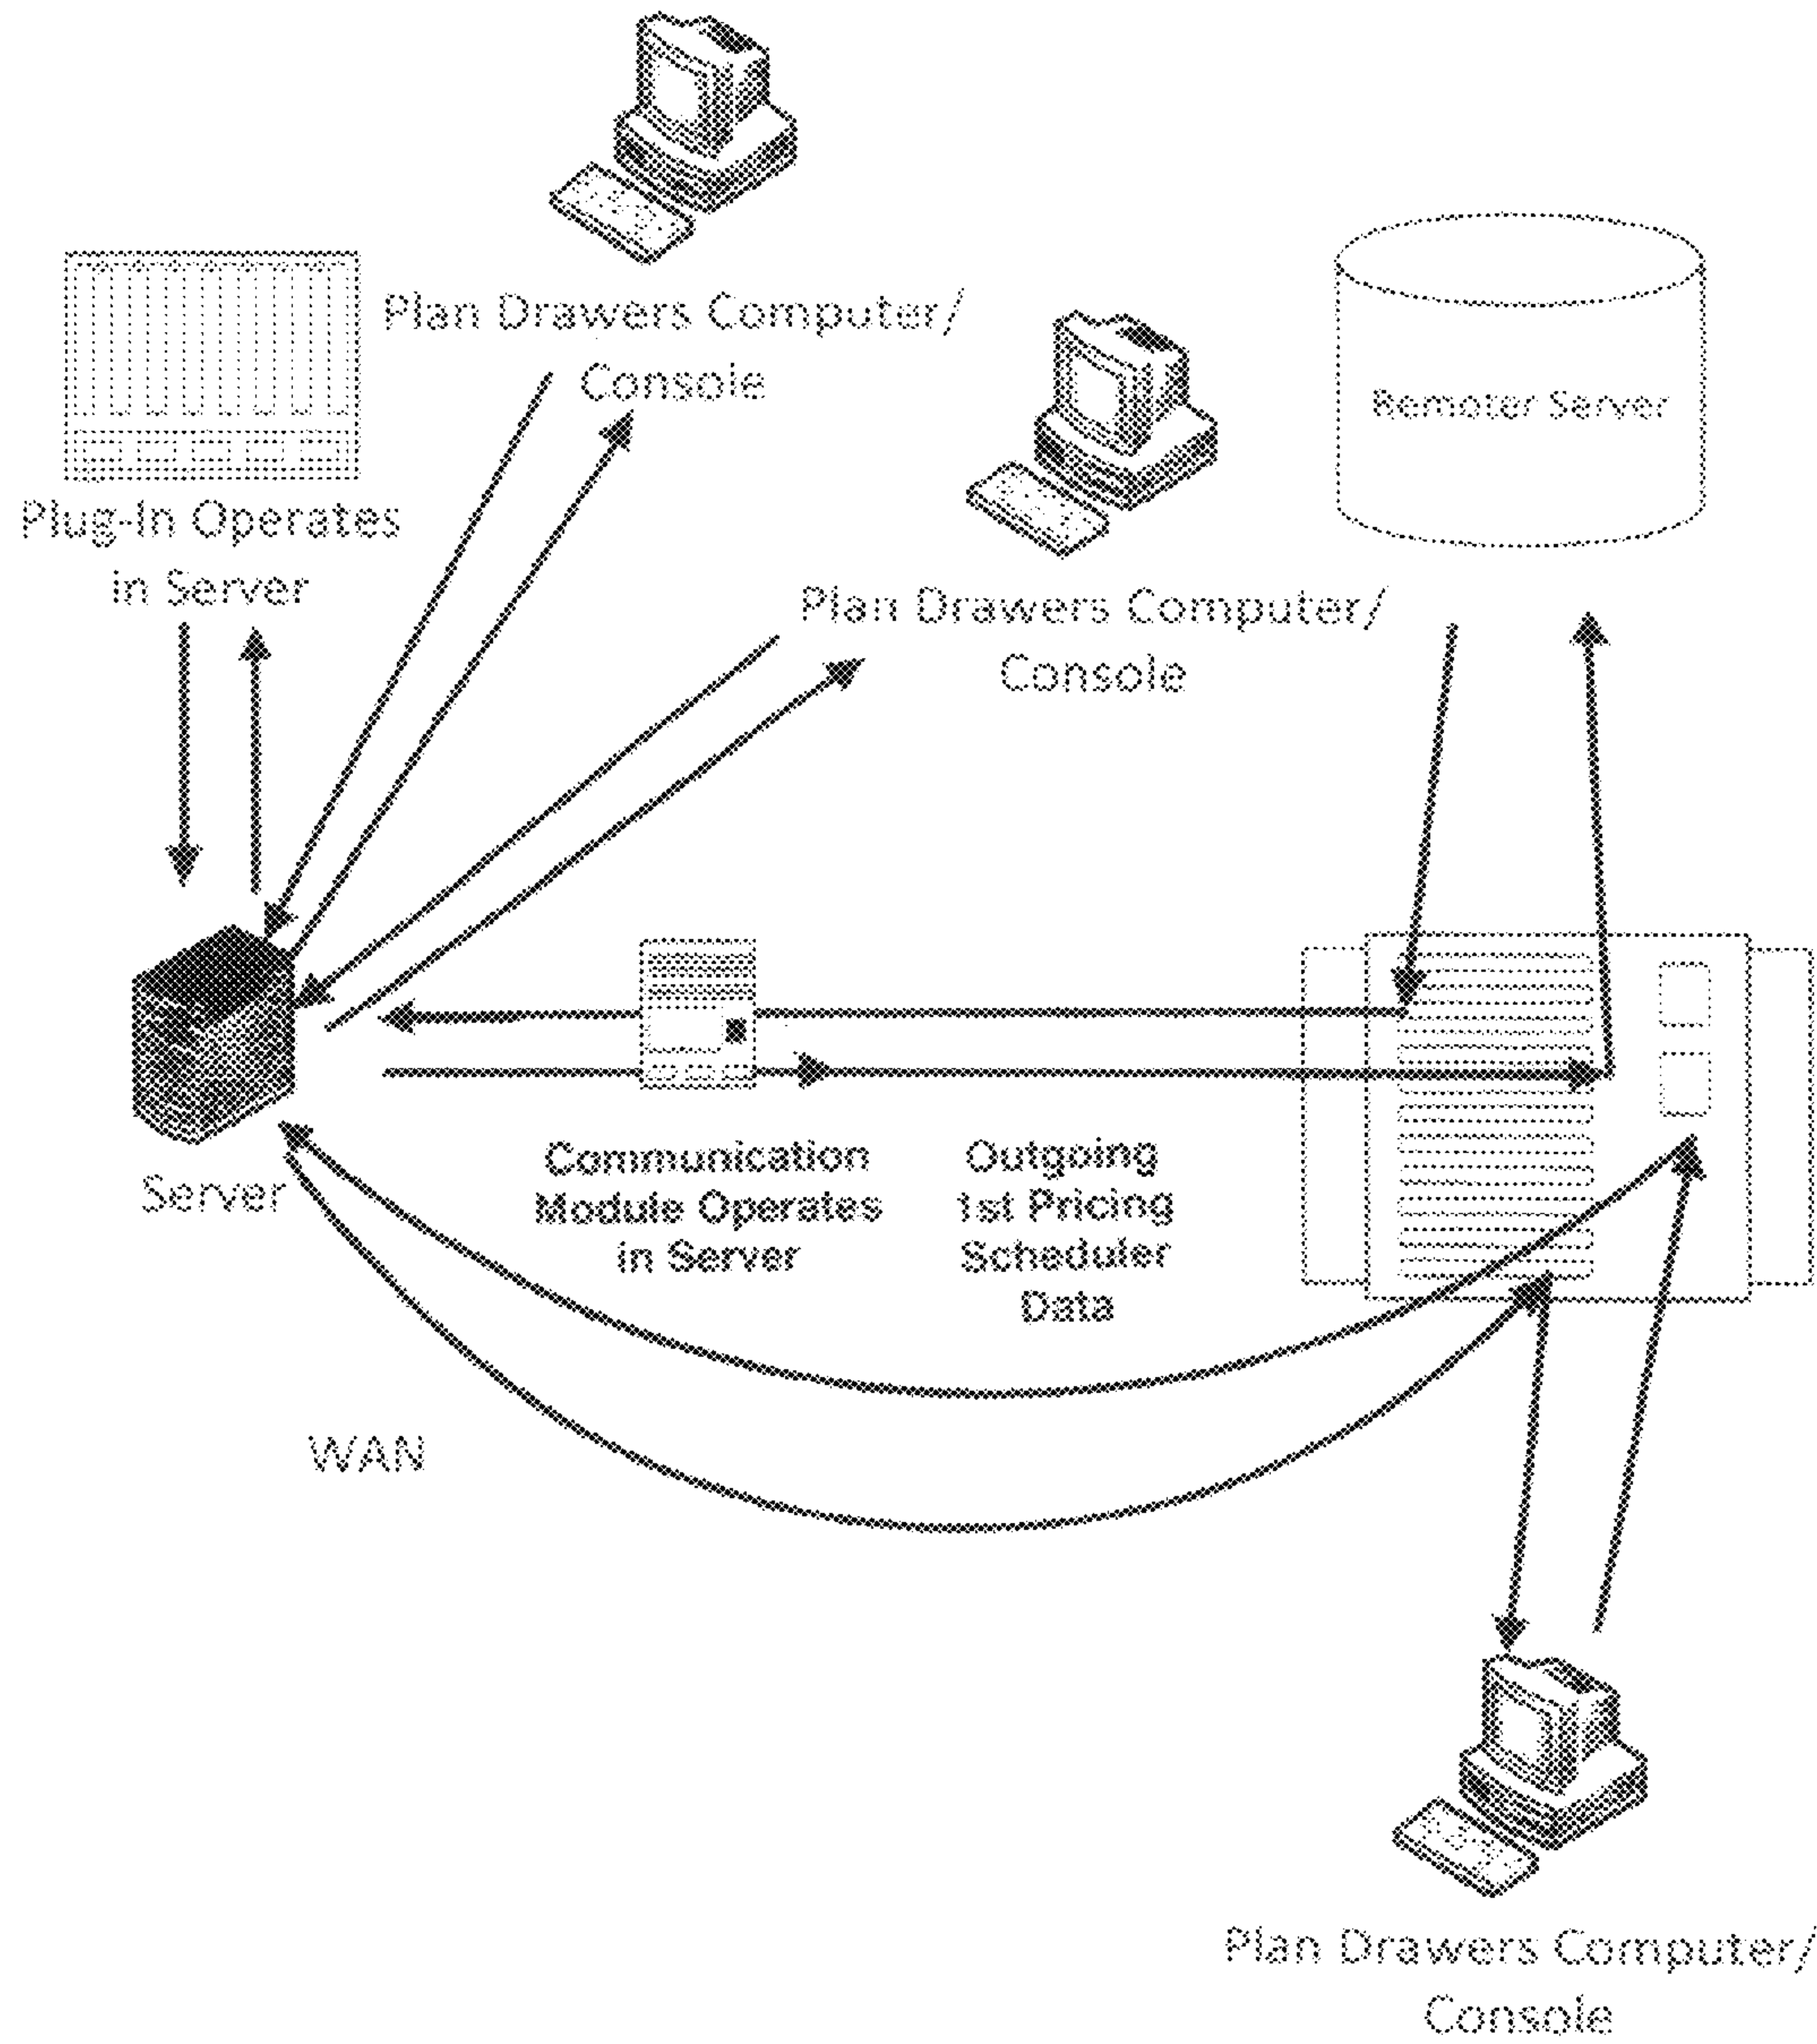 Plan Drawers Computer/
Console
Plug-In Operates
in Server
Plan Drawers Computer/
Console
Remoter Server
Server
Communication
Module Operates
in Server
Outgoing
1st Pricing
Scheduler
Data
WAN
Plan Drawers Computer/
Console